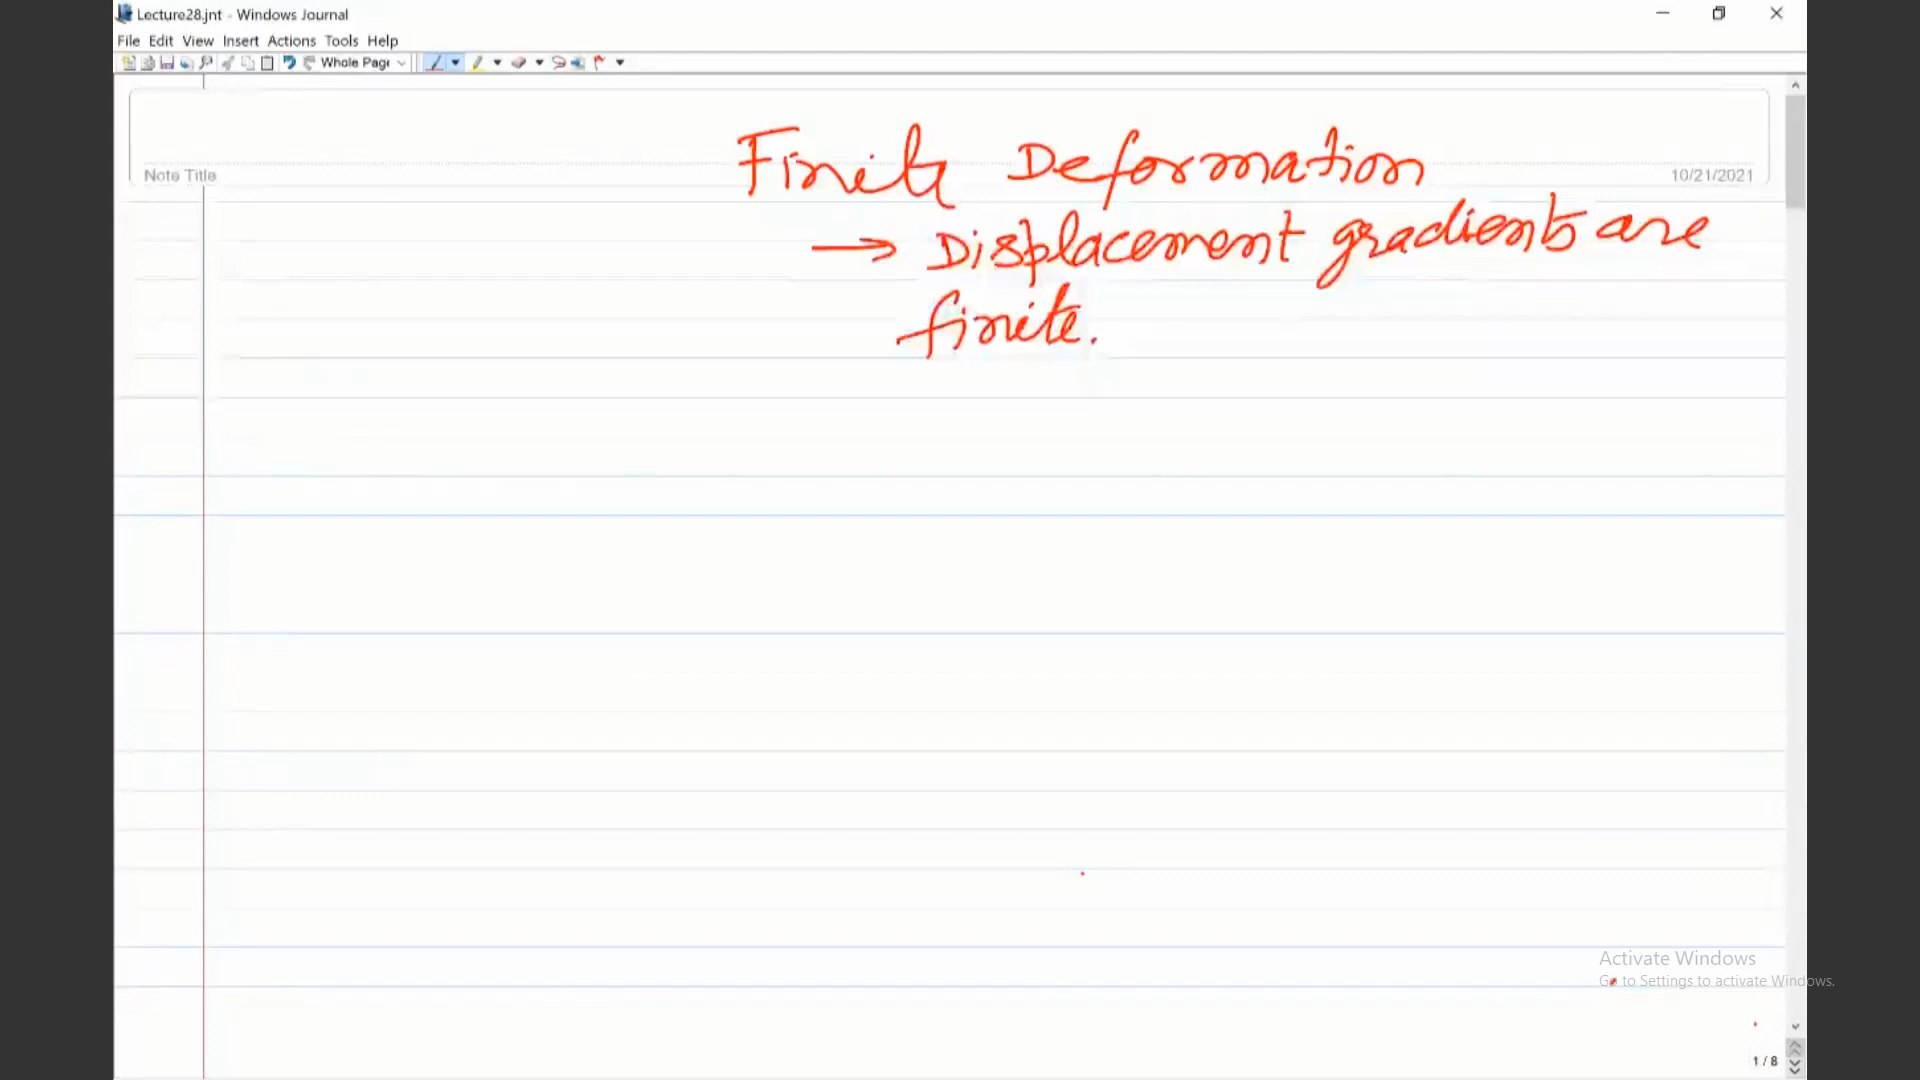 Lecture28.jnt - Windows Journal
File Edit View Insert Actions Tools Help
Whole Page
Finite Deformation
Note Title
10/21/2021
→ Displacement gradients are
finite.
Activate Windows
Go to Settings to activate Windows.
1 / 8